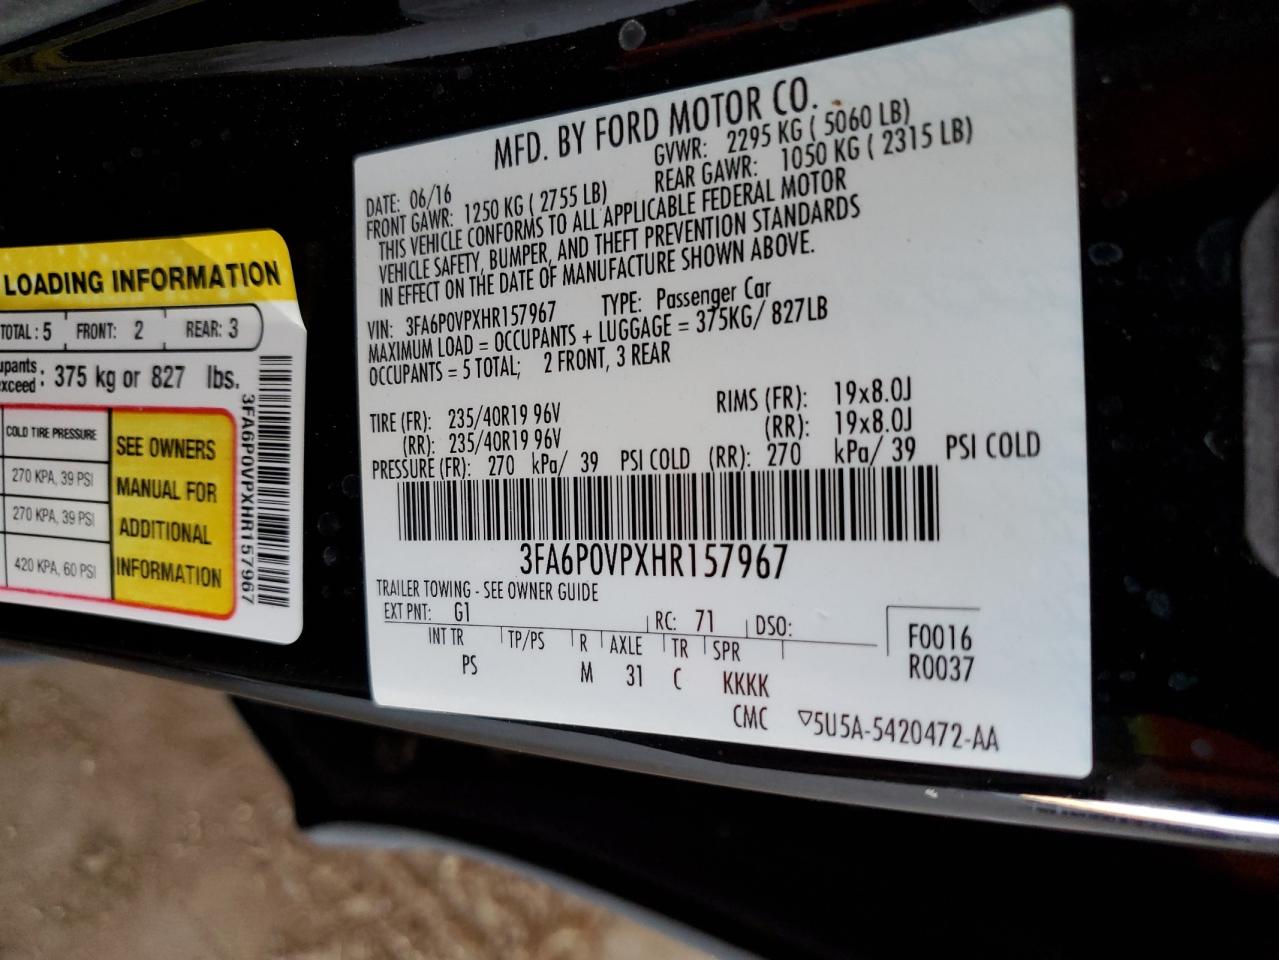 MFD. BY FORD MOTOR CO.
DATE: 06/16 GVWR: 2295 KG ( 5060 LB)
FRONT GAWR: 1250 KG ( 2755 LB) REAR GAWR: 1050 KG ( 2315 LB)
THIS VEHICLE CONFORMS TO ALL APPLICABLE FEDERAL MOTOR
VEHICLE SAFETY, BUMPER, AND THEFT PREVENTION STANDARDS
IN EFFECT ON THE DATE OF MANUFACTURE SHOWN ABOVE.
VIN: 3FA6P0VPXHR157967 TYPE: Passenger Car
MAXIMUM LOAD = OCCUPANTS + LUGGAGE = 375KG/ 827LB
OCCUPANTS = 5 TOTAL; 2 FRONT, 3 REAR
TIRE (FR): 235/40R19 96V RIMS (FR): 19x8.0J
(RR): 235/40R19 96V (RR): 19x8.0J
PRESSURE (FR): 270 kPa/ 39 PSI COLD (RR): 270 kPa/ 39 PSI COLD
3FA6P0VPXHR157967
TRAILER TOWING - SEE OWNER GUIDE
EXT PNT: G1 RC: 71 DSO:
INT TR TP/PS R AXLE TR SPR
PS M 31 C KKKK
CMC
F0016
R0037
▽5U5A-5420472-AA
LOADING INFORMATION
TOTAL : 5 FRONT: 2 REAR: 3
375 kg or 827 lbs.
COLD TIRE PRESSURE
270 KPA, 39 PSI
270 KPA, 39 PSI
420 KPA, 60 PSI
SEE OWNERS
MANUAL FOR
ADDITIONAL
INFORMATION
3FA6P0VPXHR157967